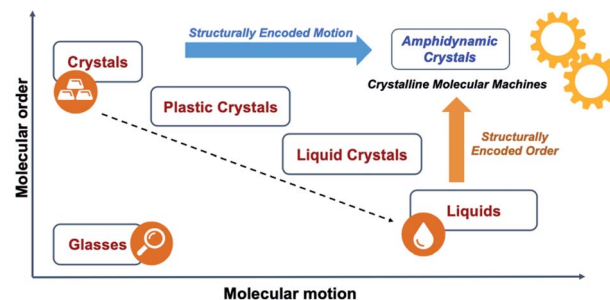 Structurally Encoded Motion
Amphidynamic
Crystals
Crystals
Crystalline Molecular Machines
Plastic Crystals
Structurally
Encoded Order
Liquid Crystals
Liquids
Glasses
Molecular order
Molecular motion